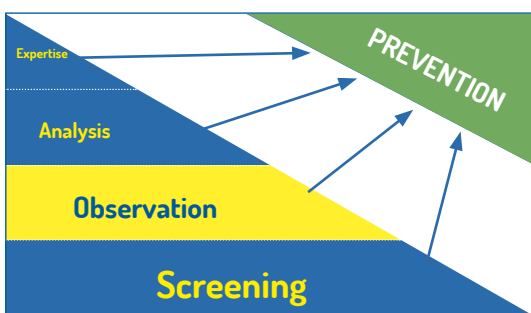 Expertise
PREVENTION
Analysis
Observation
Screening